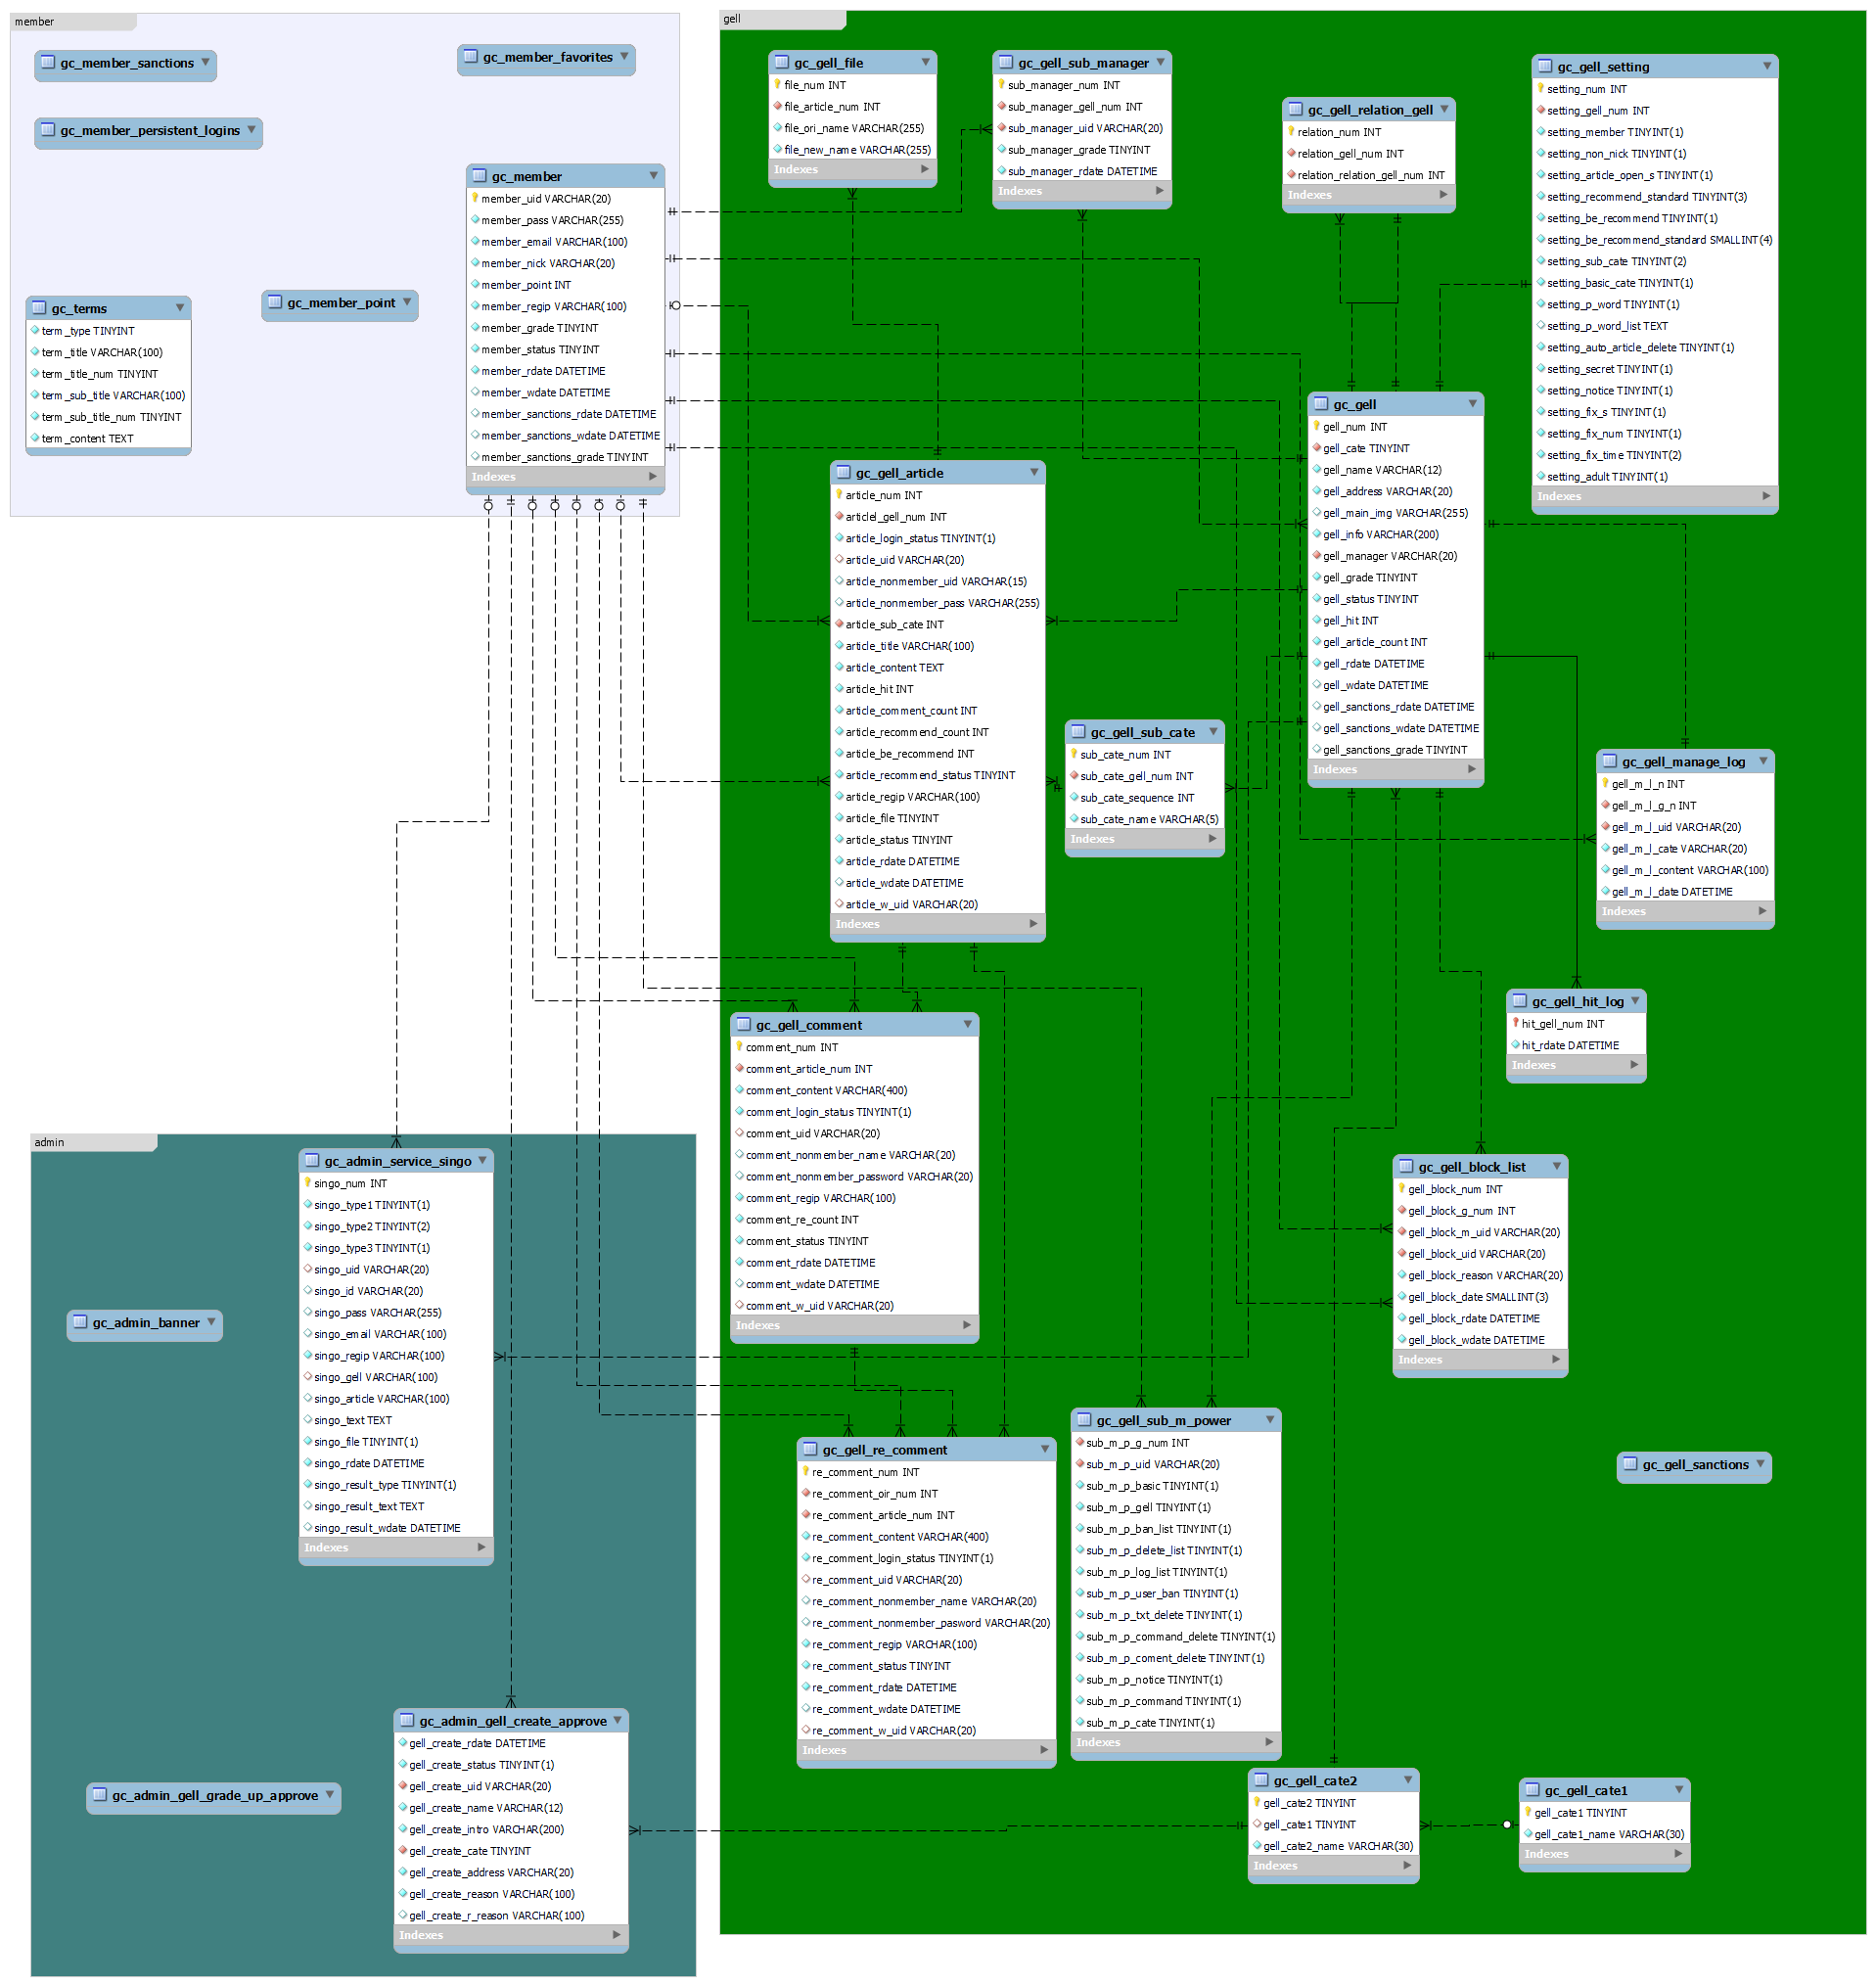 member
gc_member_sanctions
gc_member_favorites
gc_member_persistent_logins
gc_member
member_uid VARCHAR(20)
member_pass VARCHAR(255)
member_email VARCHAR(100)
member_nick VARCHAR(20)
member_point INT
member_regip VARCHAR(100)
member_grade TINYINT
member_status TINYINT
member_rdate DATETIME
member_wdate DATETIME
member_sanctions_rdate DATETIME
member_sanctions_wdate DATETIME
member_sanctions_grade TINYINT
Indexes
gc_terms
term_type TINYINT
term_title VARCHAR(100)
term_title_num TINYINT
term_sub_title VARCHAR(100)
term_sub_title_num TINYINT
term_content TEXT
gc_member_point
gell
gc_gell_file
file_num INT
file_article_num INT
file_ori_name VARCHAR(255)
file_new_name VARCHAR(255)
Indexes
gc_gell_sub_manager
sub_manager_num INT
sub_manager_gell_num INT
sub_manager_uid VARCHAR(20)
sub_manager_grade TINYINT
sub_manager_rdate DATETIME
Indexes
gc_gell_relation_gell
relation_num INT
relation_gell_num INT
relation_relation_gell_num INT
Indexes
gc_gell_setting
setting_num INT
setting_gell_num INT
setting_member TINYINT(1)
setting_non_nick TINYINT(1)
setting_article_open_s TINYINT(1)
setting_recommend_standard TINYINT(3)
setting_be_recommend TINYINT(1)
setting_be_recommend_standard SMALLINT(4)
setting_sub_cate TINYINT(2)
setting_basic_cate TINYINT(1)
setting_p_word TINYINT(1)
setting_p_word_list TEXT
setting_auto_article_delete TINYINT(1)
setting_secret TINYINT(1)
setting_notice TINYINT(1)
setting_fix_s TINYINT(1)
setting_fix_num TINYINT(1)
setting_fix_time TINYINT(2)
setting_adult TINYINT(1)
Indexes
gc_gell
gell_num INT
gell_cate TINYINT
gell_name VARCHAR(12)
gell_address VARCHAR(20)
gell_main_img VARCHAR(255)
gell_info VARCHAR(200)
gell_manager VARCHAR(20)
gell_grade TINYINT
gell_status TINYINT
gell_hit INT
gell_article_count INT
gell_rdate DATETIME
gell_wdate DATETIME
gell_sanctions_rdate DATETIME
gell_sanctions_wdate DATETIME
gell_sanctions_grade TINYINT
Indexes
gc_gell_article
article_num INT
articlel_gell_num INT
article_login_status TINYINT(1)
article_uid VARCHAR(20)
article_nonmember_uid VARCHAR(15)
article_nonmember_pass VARCHAR(255)
article_sub_cate INT
article_title VARCHAR(100)
article_content TEXT
article_hit INT
article_comment_count INT
article_recommend_count INT
article_be_recommend INT
article_recommend_status TINYINT
article_regip VARCHAR(100)
article_file TINYINT
article_status TINYINT
article_rdate DATETIME
article_wdate DATETIME
article_w_uid VARCHAR(20)
Indexes
gc_gell_sub_cate
sub_cate_num INT
sub_cate_gell_num INT
sub_cate_sequence INT
sub_cate_name VARCHAR(5)
Indexes
gc_gell_manage_log
gell_m_l_n INT
gell_m_l_g_n INT
gell_m_l_uid VARCHAR(20)
gell_m_l_cate VARCHAR(20)
gell_m_l_content VARCHAR(100)
gell_m_l_date DATETIME
Indexes
gc_gell_hit_log
hit_gell_num INT
hit_rdate DATETIME
Indexes
gc_gell_comment
comment_num INT
comment_article_num INT
comment_content VARCHAR(400)
comment_login_status TINYINT(1)
comment_uid VARCHAR(20)
comment_nonmember_name VARCHAR(20)
comment_nonmember_password VARCHAR(20)
comment_regip VARCHAR(100)
comment_re_count INT
comment_status TINYINT
comment_rdate DATETIME
comment_wdate DATETIME
comment_w_uid VARCHAR(20)
Indexes
gc_gell_block_list
gell_block_num INT
gell_block_g_num INT
gell_block_m_uid VARCHAR(20)
gell_block_uid VARCHAR(20)
gell_block_reason VARCHAR(20)
gell_block_date SMALLINT(3)
gell_block_rdate DATETIME
gell_block_wdate DATETIME
Indexes
gc_gell_re_comment
re_comment_num INT
re_comment_oir_num INT
re_comment_article_num INT
re_comment_content VARCHAR(400)
re_comment_login_status TINYINT(1)
re_comment_uid VARCHAR(20)
re_comment_nonmember_name VARCHAR(20)
re_comment_nonmember_pasword VARCHAR(20)
re_comment_regip VARCHAR(100)
re_comment_status TINYINT
re_comment_rdate DATETIME
re_comment_wdate DATETIME
re_comment_w_uid VARCHAR(20)
Indexes
gc_gell_sub_m_power
sub_m_p_g_num INT
sub_m_p_uid VARCHAR(20)
sub_m_p_basic TINYINT(1)
sub_m_p_gell TINYINT(1)
sub_m_p_ban_list TINYINT(1)
sub_m_p_delete_list TINYINT(1)
sub_m_p_log_list TINYINT(1)
sub_m_p_user_ban TINYINT(1)
sub_m_p_txt_delete TINYINT(1)
sub_m_p_command_delete TINYINT(1)
sub_m_p_coment_delete TINYINT(1)
sub_m_p_notice TINYINT(1)
sub_m_p_command TINYINT(1)
sub_m_p_cate TINYINT(1)
Indexes
gc_gell_sanctions
gc_gell_cate2
gell_cate2 TINYINT
gell_cate1 TINYINT
gell_cate2_name VARCHAR(30)
Indexes
gc_gell_cate1
gell_cate1 TINYINT
gell_cate1_name VARCHAR(30)
Indexes
admin
gc_admin_service_singo
singo_num INT
singo_type1 TINYINT(1)
singo_type2 TINYINT(2)
singo_type3 TINYINT(1)
singo_uid VARCHAR(20)
singo_id VARCHAR(20)
singo_pass VARCHAR(255)
singo_email VARCHAR(100)
singo_regip VARCHAR(100)
singo_gell VARCHAR(100)
singo_article VARCHAR(100)
singo_text TEXT
singo_file TINYINT(1)
singo_rdate DATETIME
singo_result_type TINYINT(1)
singo_result_text TEXT
singo_result_wdate DATETIME
Indexes
gc_admin_banner
gc_admin_gell_create_approve
gell_create_rdate DATETIME
gell_create_status TINYINT(1)
gell_create_uid VARCHAR(20)
gell_create_name VARCHAR(12)
gell_create_intro VARCHAR(200)
gell_create_cate TINYINT
gell_create_address VARCHAR(20)
gell_create_reason VARCHAR(100)
gell_create_r_reason VARCHAR(100)
Indexes
gc_admin_gell_grade_up_approve